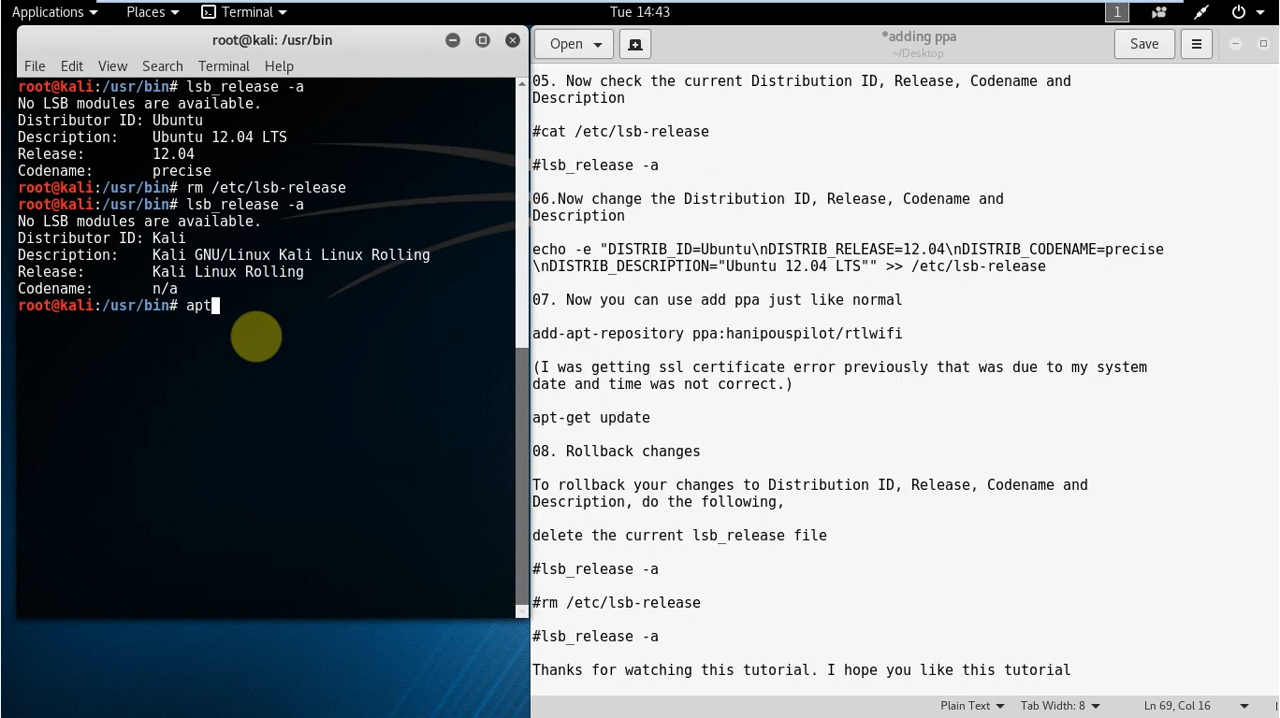 Applications
Places
Terminal
Tue 14:43
1
root@kali: /usr/bin
File Edit View Search Terminal Help
root@kali:/usr/bin# lsb_release -a
No LSB modules are available.
Distributor ID: Ubuntu
Description:    Ubuntu 12.04 LTS
Release:        12.04
Codename:       precise
root@kali:/usr/bin# rm /etc/lsb-release
root@kali:/usr/bin# lsb_release -a
No LSB modules are available.
Distributor ID: Kali
Description:    Kali GNU/Linux Kali Linux Rolling
Release:        Kali Linux Rolling
Codename:       n/a
root@kali:/usr/bin# apt
Open
*adding ppa
~/Desktop
Save
05. Now check the current Distribution ID, Release, Codename and
Description
#cat /etc/lsb-release
#lsb_release -a
06.Now change the Distribution ID, Release, Codename and
Description
echo -e "DISTRIB_ID=Ubuntu\nDISTRIB_RELEASE=12.04\nDISTRIB_CODENAME=precise
\nDISTRIB_DESCRIPTION="Ubuntu 12.04 LTS"" >> /etc/lsb-release
07. Now you can use add ppa just like normal
add-apt-repository ppa:hanipouspilot/rtlwifi
(I was getting ssl certificate error previously that was due to my system
date and time was not correct.)
apt-get update
08. Rollback changes
To rollback your changes to Distribution ID, Release, Codename and
Description, do the following,
delete the current lsb_release file
#lsb_release -a
#rm /etc/lsb-release
#lsb_release -a
Thanks for watching this tutorial. I hope you like this tutorial
Plain Text
Tab Width: 8
Ln 69, Col 16